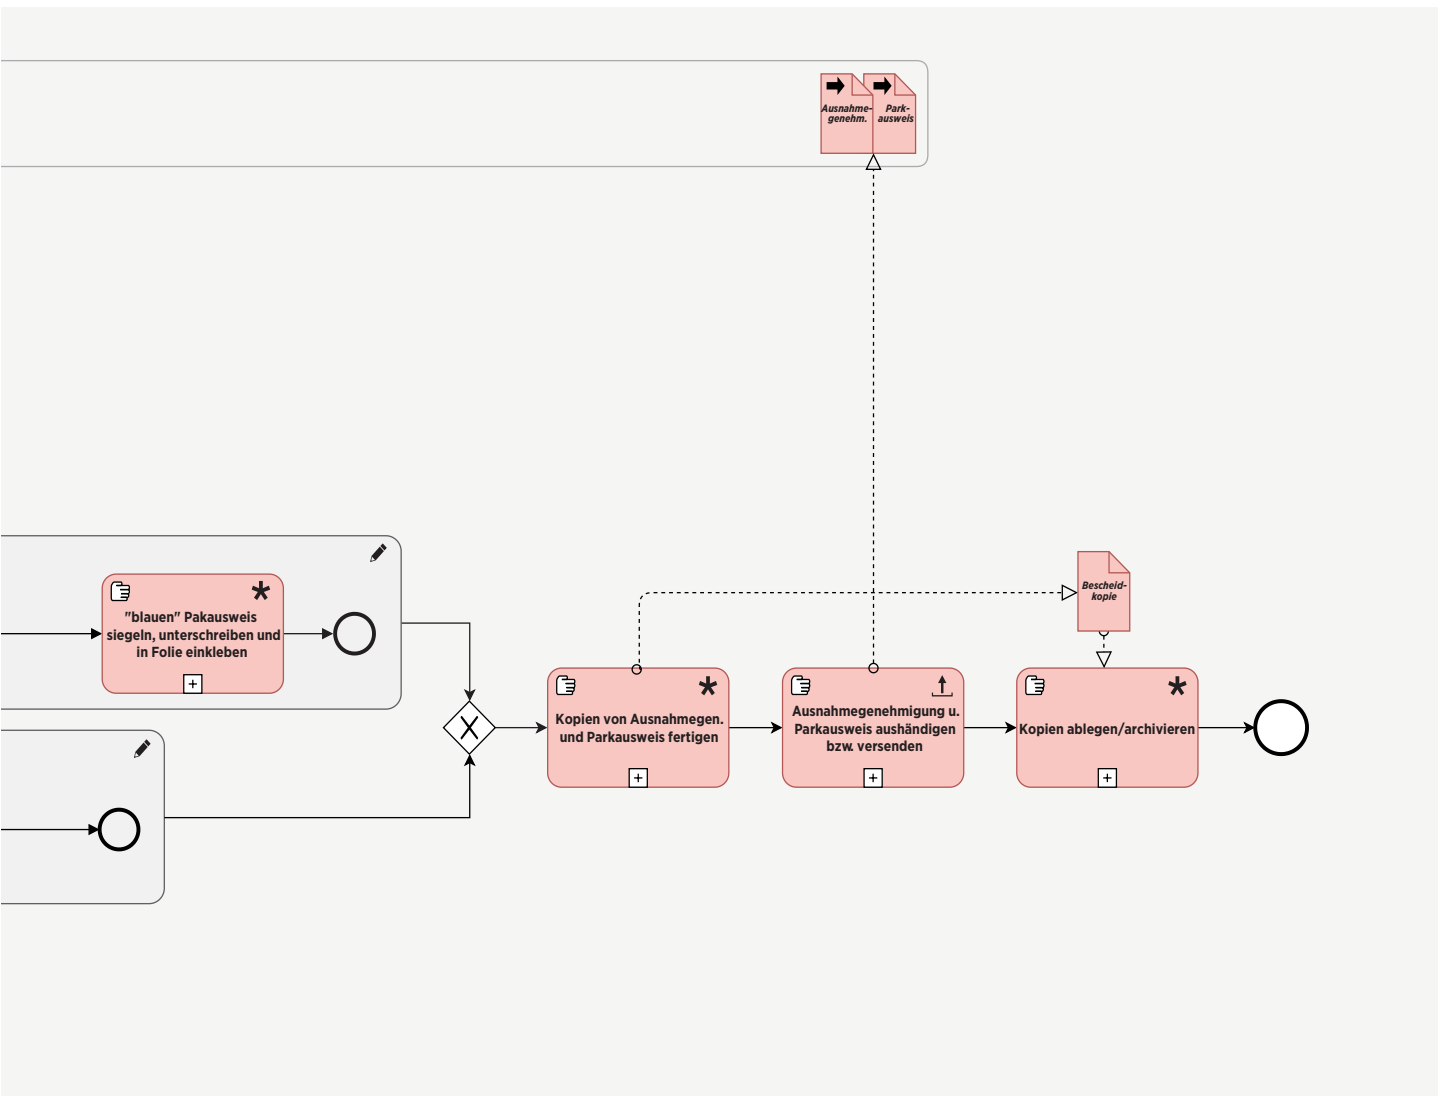 Ausnahme-
genehm.
Park-
ausweis
Bescheid-
kopie
"blauen" Pakausweis
siegeln, unterschreiben und
in Folie einkleben
Kopien von Ausnahmegen.
und Parkausweis fertigen
Ausnahmegenehmigung u.
Parkausweis aushändigen
bzw. versenden
Kopien ablegen/archivieren